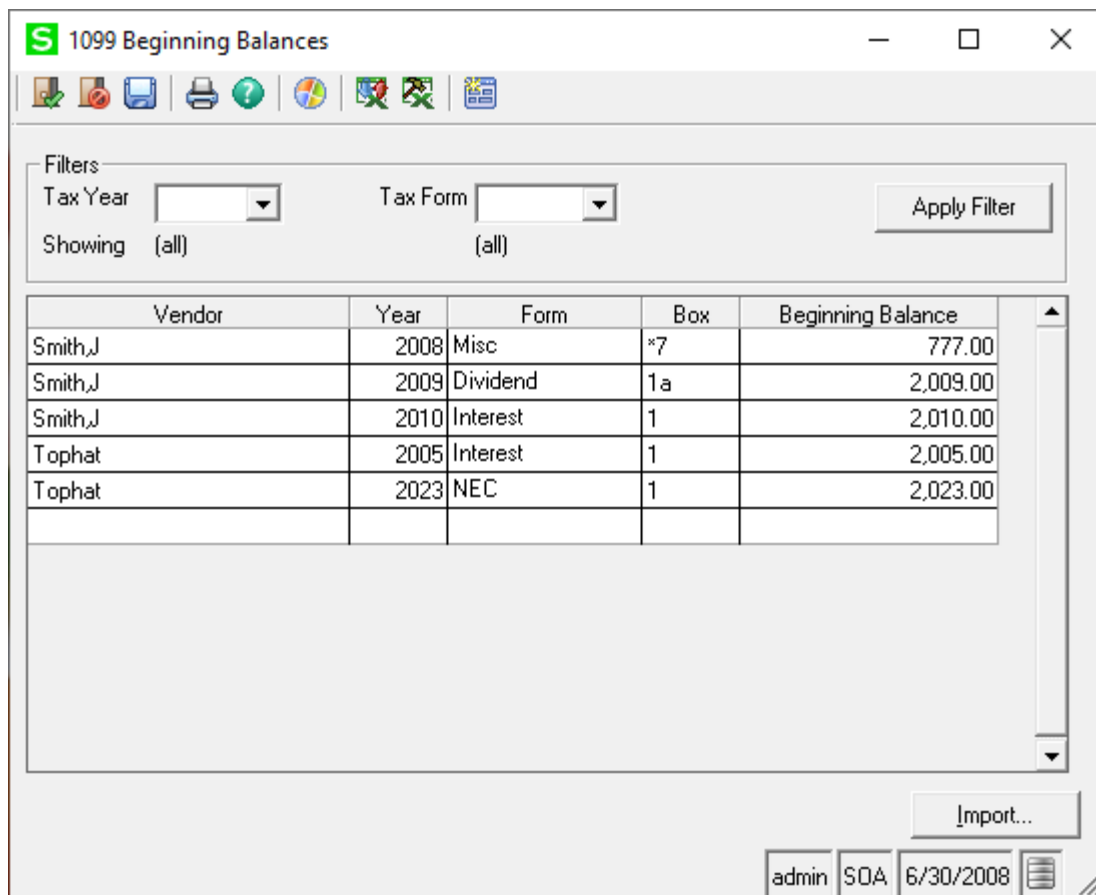 S 1099 Beginning Balances
Filters
Tax Year Tax Form Apply Filter
Showing (all) (all)
Vendor Year Form Box Beginning Balance
Smith,J 2008 Misc *7 777.00
Smith,J 2009 Dividend 1a 2,009.00
Smith,J 2010 Interest 1 2,010.00
Tophat 2005 Interest 1 2,005.00
Tophat 2023 NEC 1 2,023.00
Import...
admin SOA 6/30/2008